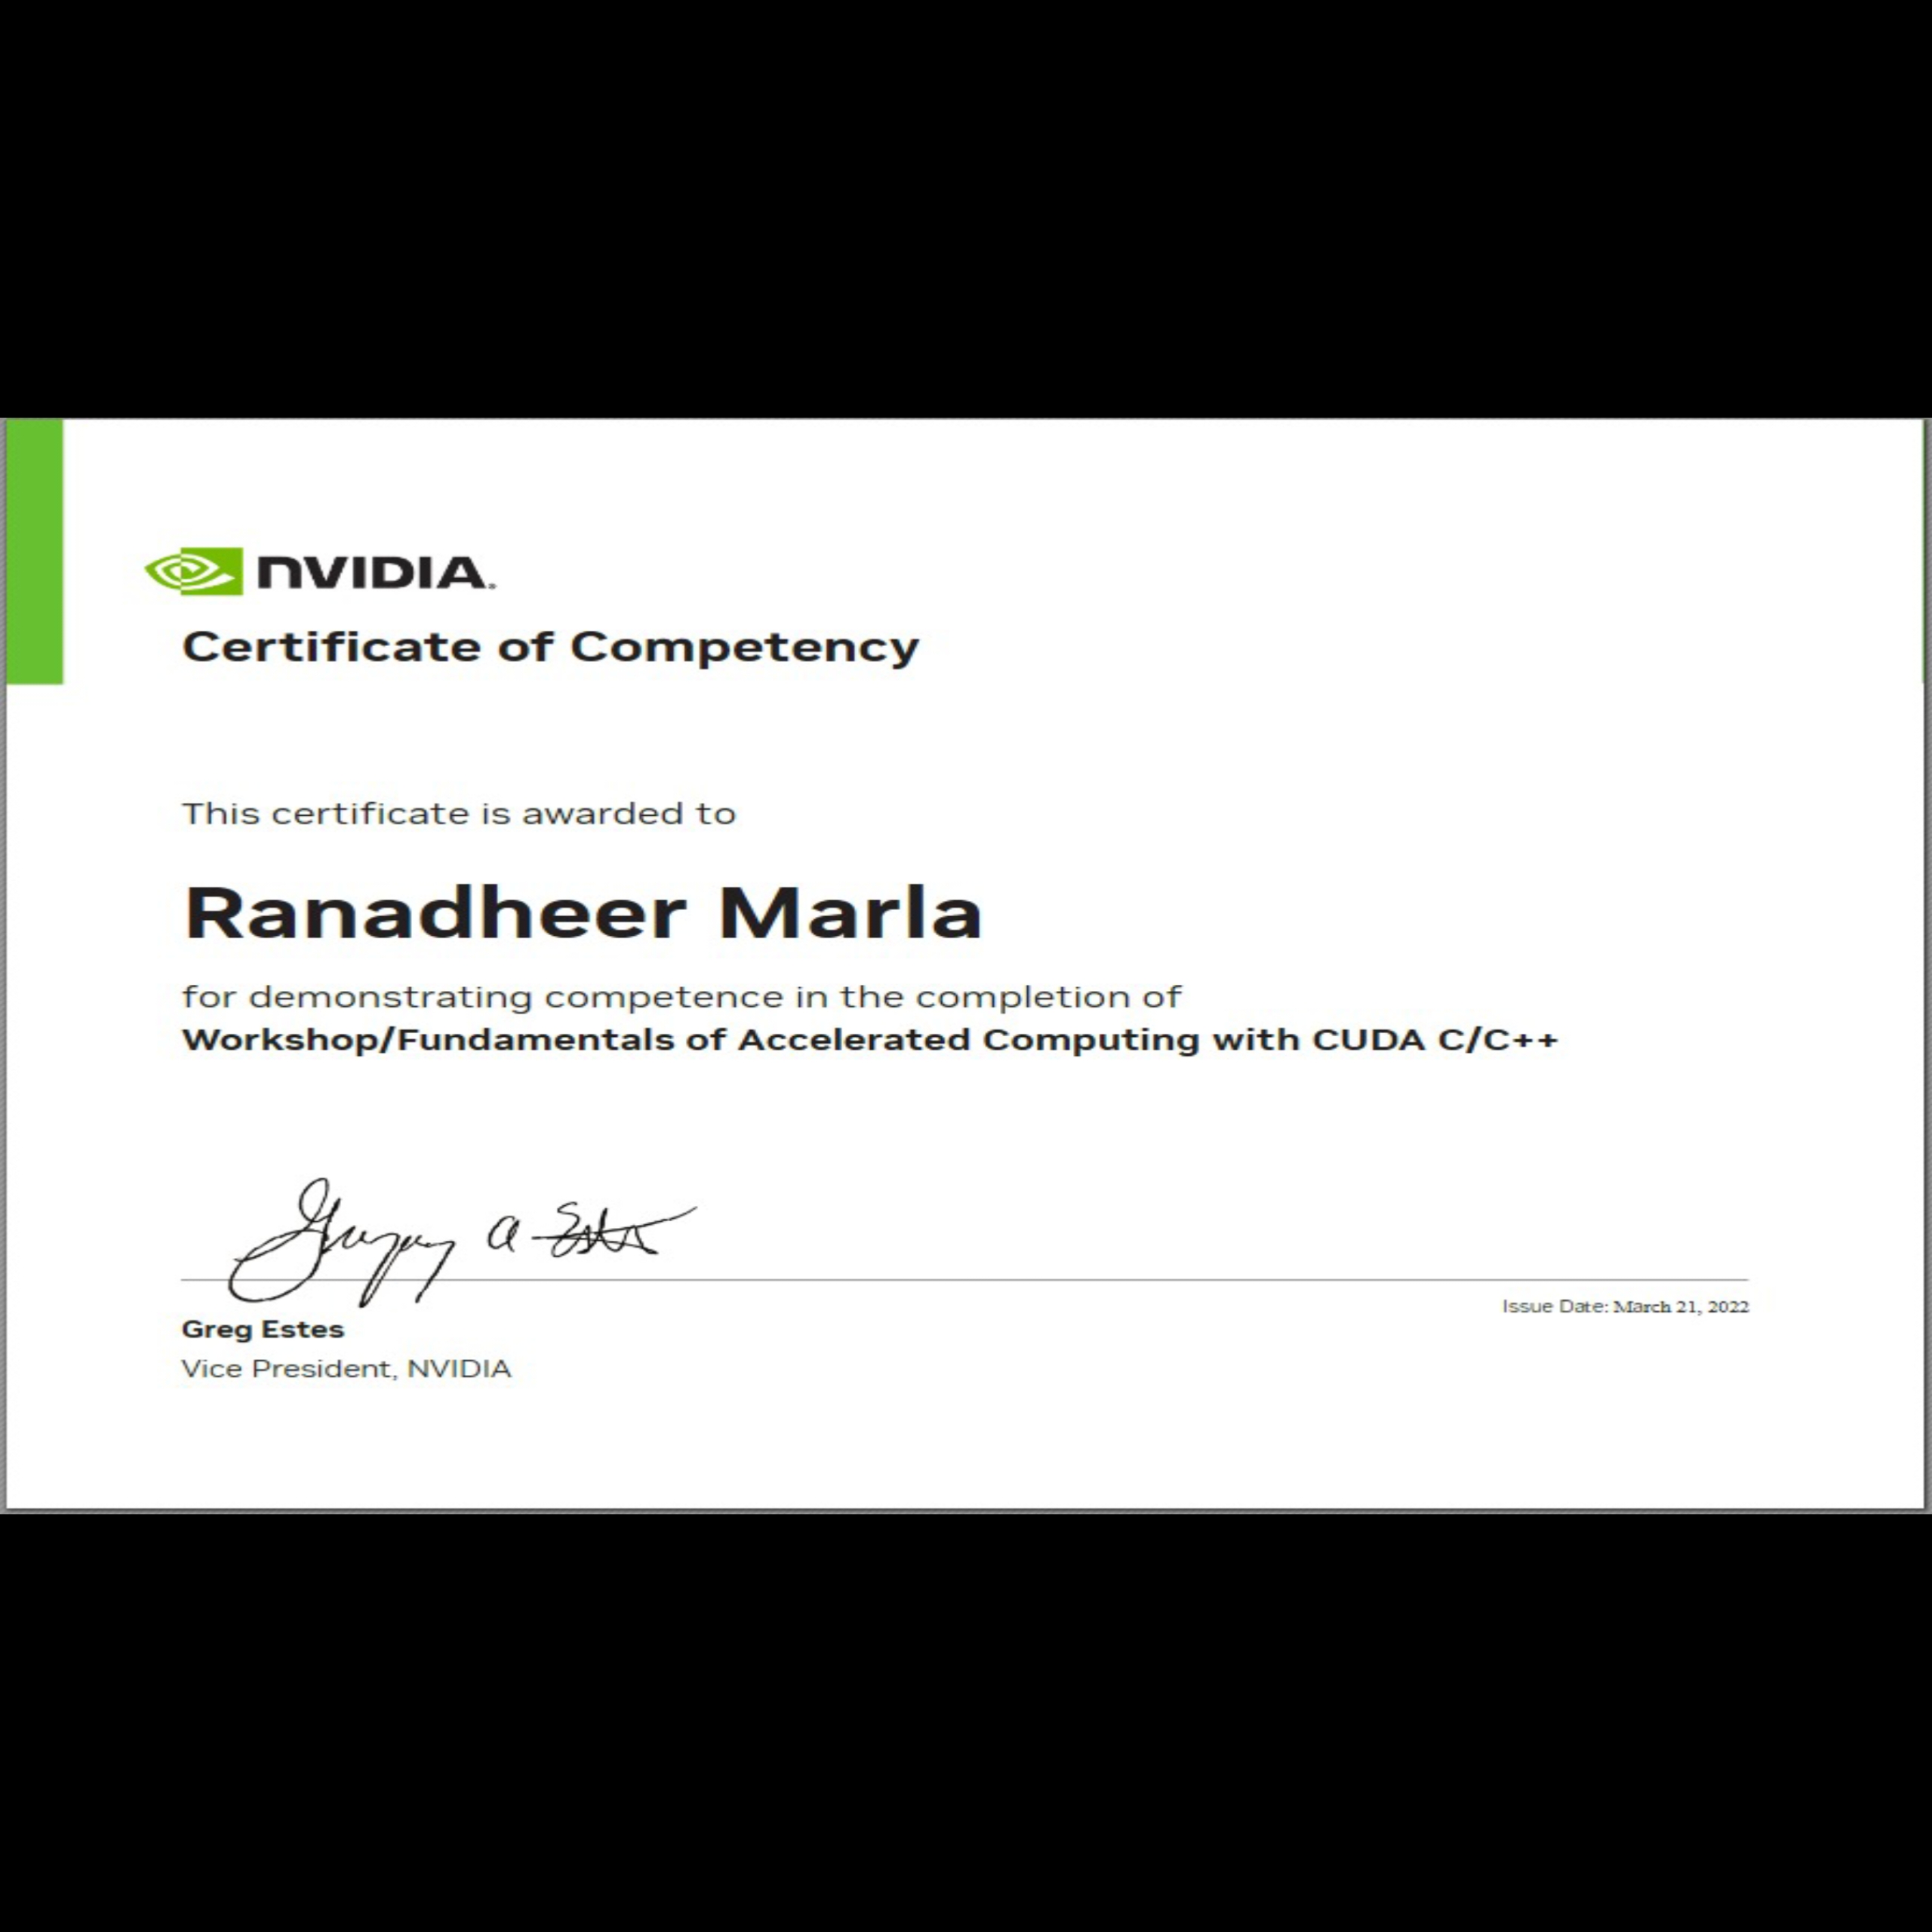 NVIDIA.
Certificate of Competency
This certificate is awarded to
Ranadheer Marla
for demonstrating competence in the completion of
Workshop/Fundamentals of Accelerated Computing with CUDA C/C++
Gregory A Estes
Greg Estes
Issue Date: March 21, 2022
Vice President, NVIDIA